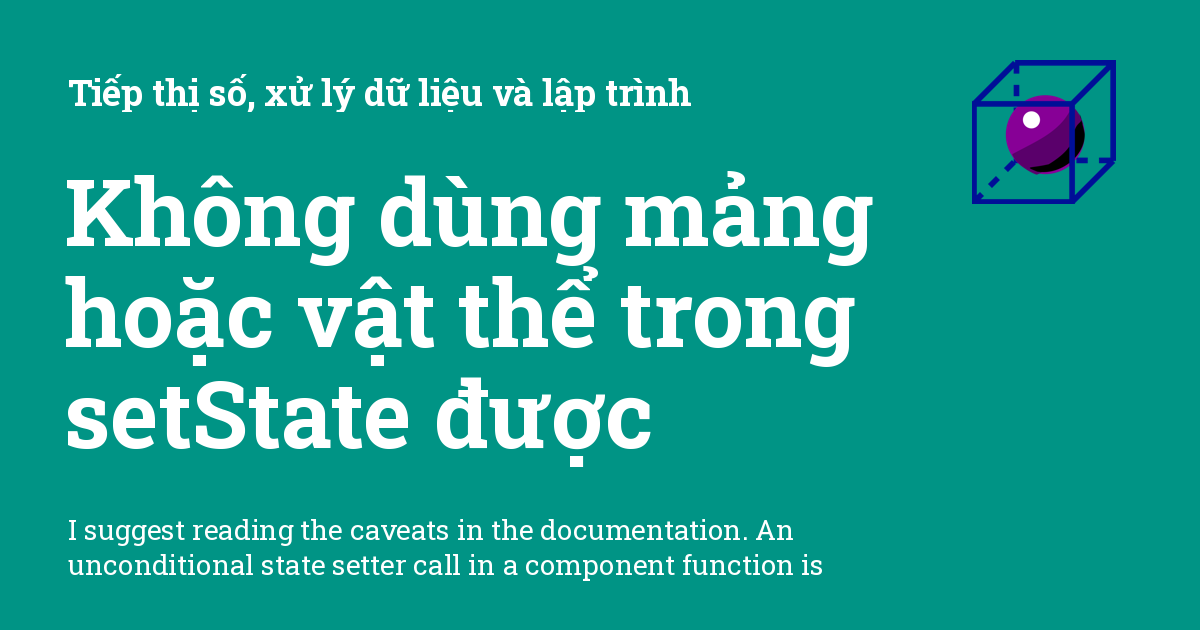 Tiếp thị số, xử lý dữ liệu và lập trình
Không dùng mảng
hoặc vật thể trong
setState được
I suggest reading the caveats in the documentation. An
unconditional state setter call in a component function is